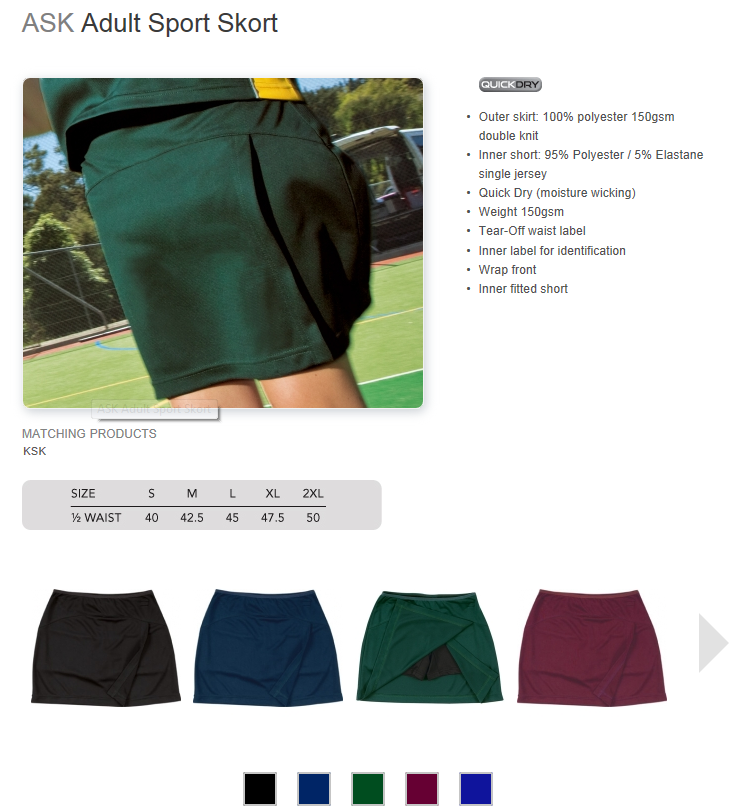 ASK Adult Sport Skort
QUICKDRY
• Outer skirt: 100% polyester 150gsm
double knit
• Inner short: 95% Polyester / 5% Elastane
single jersey
• Quick Dry (moisture wicking)
• Weight 150gsm
• Tear-Off waist label
• Inner label for identification
• Wrap front
• Inner fitted short
ASK Adult Sport Skort
MATCHING PRODUCTS
KSK
SIZE S M L XL 2XL
½ WAIST 40 42.5 45 47.5 50